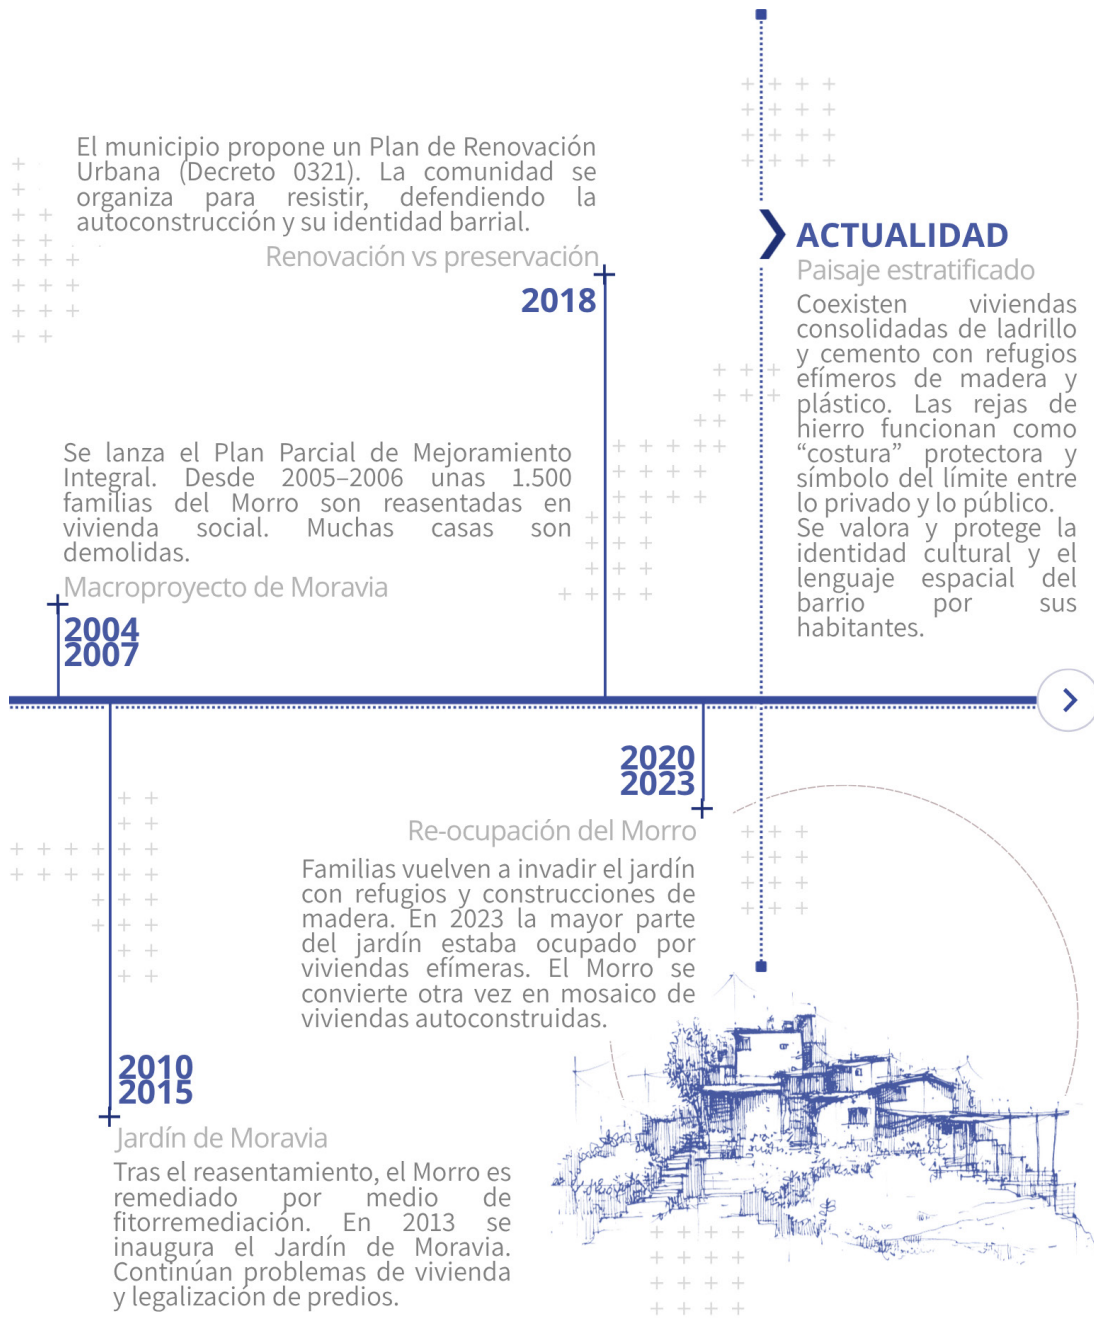 El municipio propone un Plan de Renovación
Urbana (Decreto 0321). La comunidad se
organiza para resistir, defendiendo la
autoconstrucción y su identidad barrial.
Renovación vs preservación
2018
Se lanza el Plan Parcial de Mejoramiento
Integral. Desde 2005–2006 unas 1.500
familias del Morro son reasentadas en
vivienda social. Muchas casas son
demolidas.
Macroproyecto de Moravia
2004
2007
ACTUALIDAD
Paisaje estratificado
Coexisten viviendas
consolidadas de ladrillo
y cemento con refugios
efímeros de madera y
plástico. Las rejas de
hierro funcionan como
“costura” protectora y
símbolo del límite entre
lo privado y lo público.
Se valora y protege la
identidad cultural y el
lenguaje espacial del
barrio por sus
habitantes.
2020
2023
Re-ocupación del Morro
Familias vuelven a invadir el jardín
con refugios y construcciones de
madera. En 2023 la mayor parte
del jardín estaba ocupado por
viviendas efímeras. El Morro se
convierte otra vez en mosaico de
viviendas autoconstruidas.
2010
2015
Jardín de Moravia
Tras el reasentamiento, el Morro es
remediado por medio de
fitorremediación. En 2013 se
inaugura el Jardín de Moravia.
Continúan problemas de vivienda
y legalización de predios.